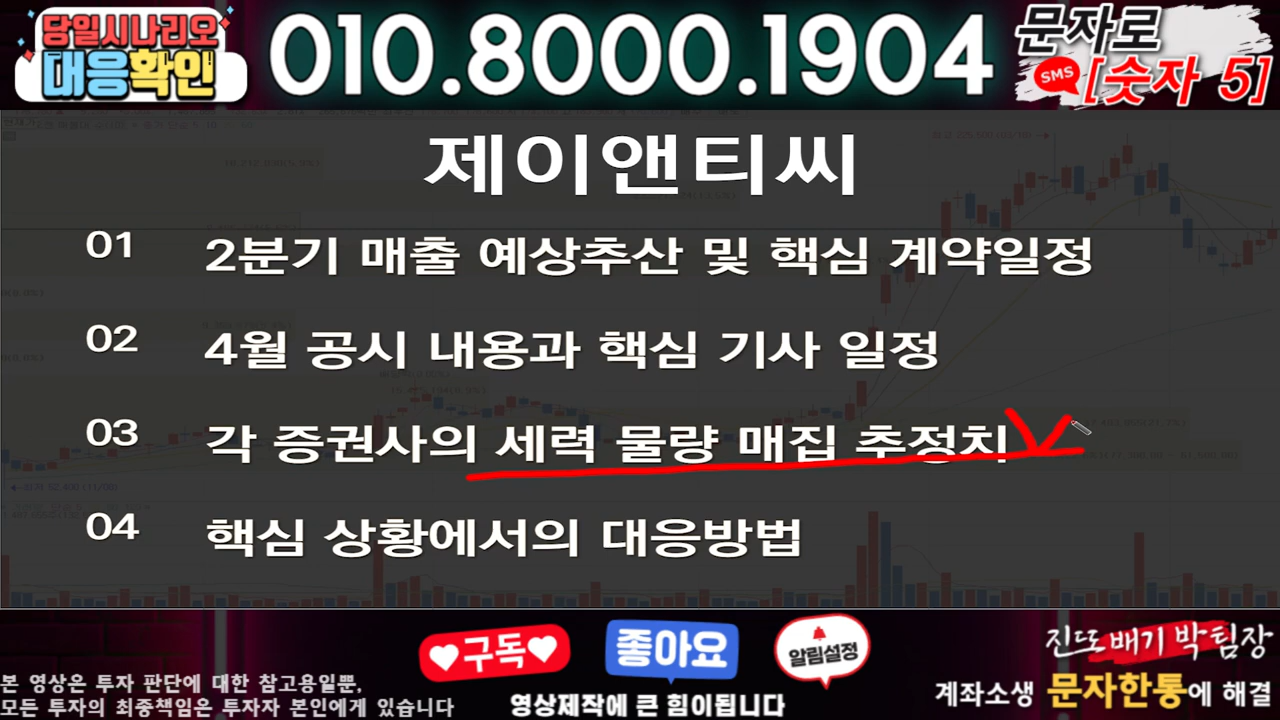 당일시나리오
대응확인
010.8000.1904
문자로
SMS
[숫자 5]
제이앤티씨
01 2분기 매출 예상추산 및 핵심 계약일정
02 4월 공시 내용과 핵심 기사 일정
03 각 증권사의 세력 물량 매집 추정치
04 핵심 상황에서의 대응방법
구독
좋아요
알림설정
영상제작에 큰 힘이됩니다
본 영상은 투자 판단에 대한 참고용일뿐,
모든 투자의 최종책임은 투자자 본인에게 있습니다
진또배기 박팀장
계좌소생 문자한통에 해결